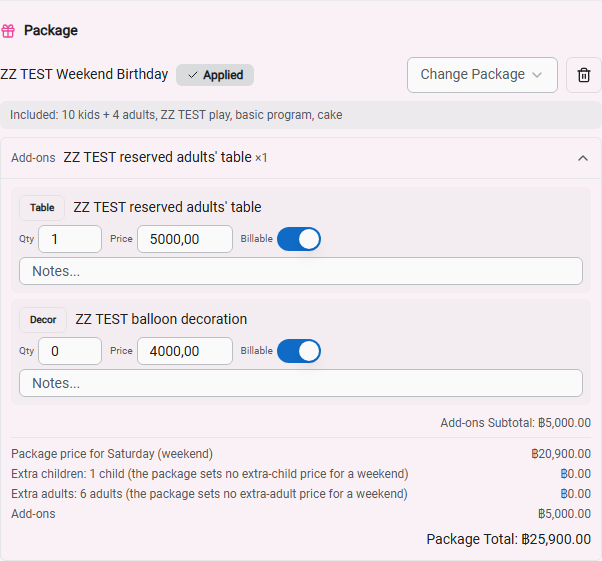 Package
ZZ TEST Weekend Birthday Applied Change Package
Included: 10 kids + 4 adults, ZZ TEST play, basic program, cake
Add-ons ZZ TEST reserved adults' table ×1
Table ZZ TEST reserved adults' table
Qty 1 Price 5000,00 Billable
Notes...
Decor ZZ TEST balloon decoration
Qty 0 Price 4000,00 Billable
Notes...
Add-ons Subtotal: ฿5,000.00
Package price for Saturday (weekend) ฿20,900.00
Extra children: 1 child (the package sets no extra-child price for a weekend) ฿0.00
Extra adults: 6 adults (the package sets no extra-adult price for a weekend) ฿0.00
Add-ons ฿5,000.00
Package Total: ฿25,900.00